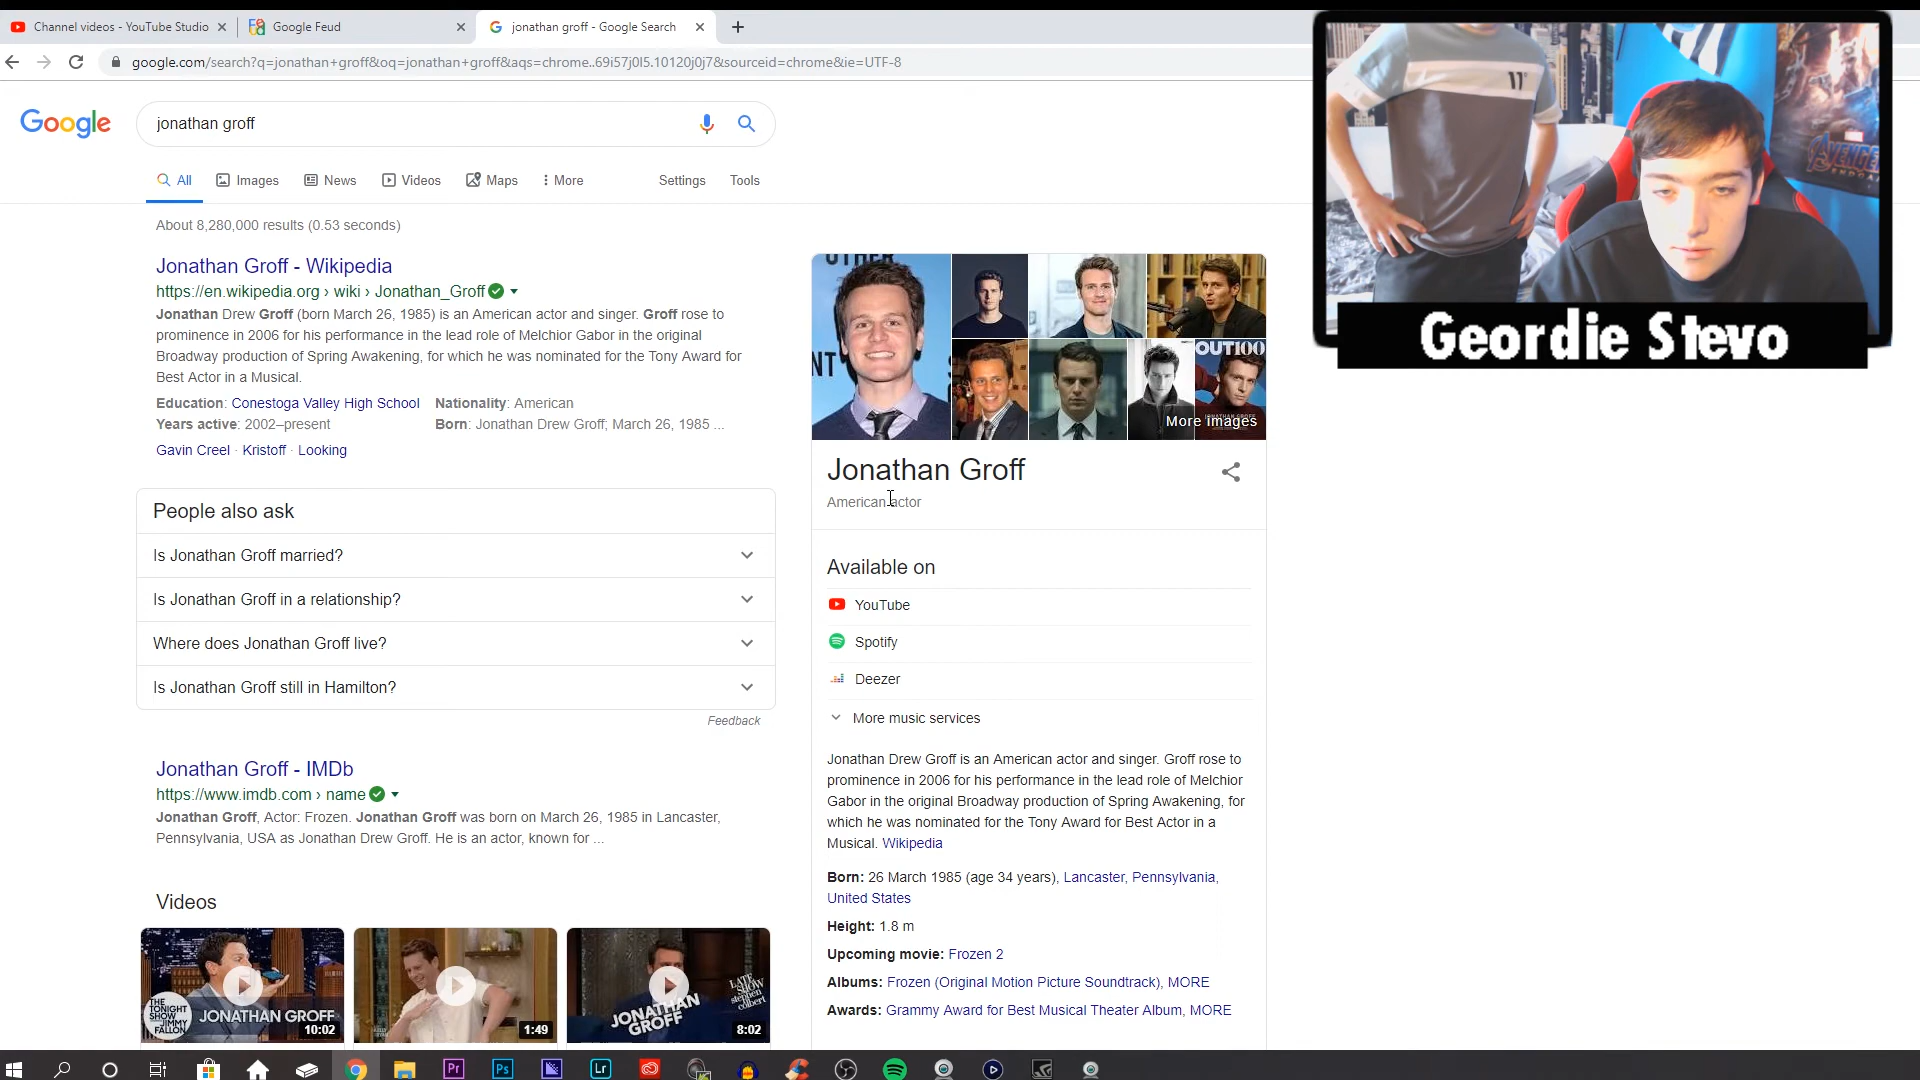 Channel videos - YouTube Studio
Google Feud
jonathan groff - Google Search
google.com/search?q=jonathan+groff&oq=jonathan+groff&aqs=chrome..69i57j0l5.10120j0j7&sourceid=chrome&ie=UTF-8
Google
jonathan groff
All
Images
News
Videos
Maps
More
Settings
Tools
About 8,280,000 results (0.53 seconds)
Jonathan Groff - Wikipedia
https://en.wikipedia.org › wiki › Jonathan_Groff
Jonathan Drew Groff (born March 26, 1985) is an American actor and singer. Groff rose to
prominence in 2006 for his performance in the lead role of Melchior Gabor in the original
Broadway production of Spring Awakening, for which he was nominated for the Tony Award for
Best Actor in a Musical.
Education: Conestoga Valley High School Nationality: American
Years active: 2002–present Born: Jonathan Drew Groff; March 26, 1985 ...
Gavin Creel · Kristoff · Looking
People also ask
Is Jonathan Groff married?
Is Jonathan Groff in a relationship?
Where does Jonathan Groff live?
Is Jonathan Groff still in Hamilton?
Feedback
Jonathan Groff - IMDb
https://www.imdb.com › name
Jonathan Groff, Actor: Frozen. Jonathan Groff was born on March 26, 1985 in Lancaster,
Pennsylvania, USA as Jonathan Drew Groff. He is an actor, known for ...
Videos
THE
TONIGHT
SHOW
JIMMY
FALLON
JONATHAN GROFF
10:02
1:49
JONATHAN
GROFF
LATE
SHOW
stephen
colbert
8:02
OUT100
More images
Jonathan Groff
American actor
Available on
YouTube
Spotify
Deezer
More music services
Jonathan Drew Groff is an American actor and singer. Groff rose to
prominence in 2006 for his performance in the lead role of Melchior
Gabor in the original Broadway production of Spring Awakening, for
which he was nominated for the Tony Award for Best Actor in a
Musical. Wikipedia
Born: 26 March 1985 (age 34 years), Lancaster, Pennsylvania,
United States
Height: 1.8 m
Upcoming movie: Frozen 2
Albums: Frozen (Original Motion Picture Soundtrack), MORE
Awards: Grammy Award for Best Musical Theater Album, MORE
Geordie Stevo
Pr
Ps
Lr